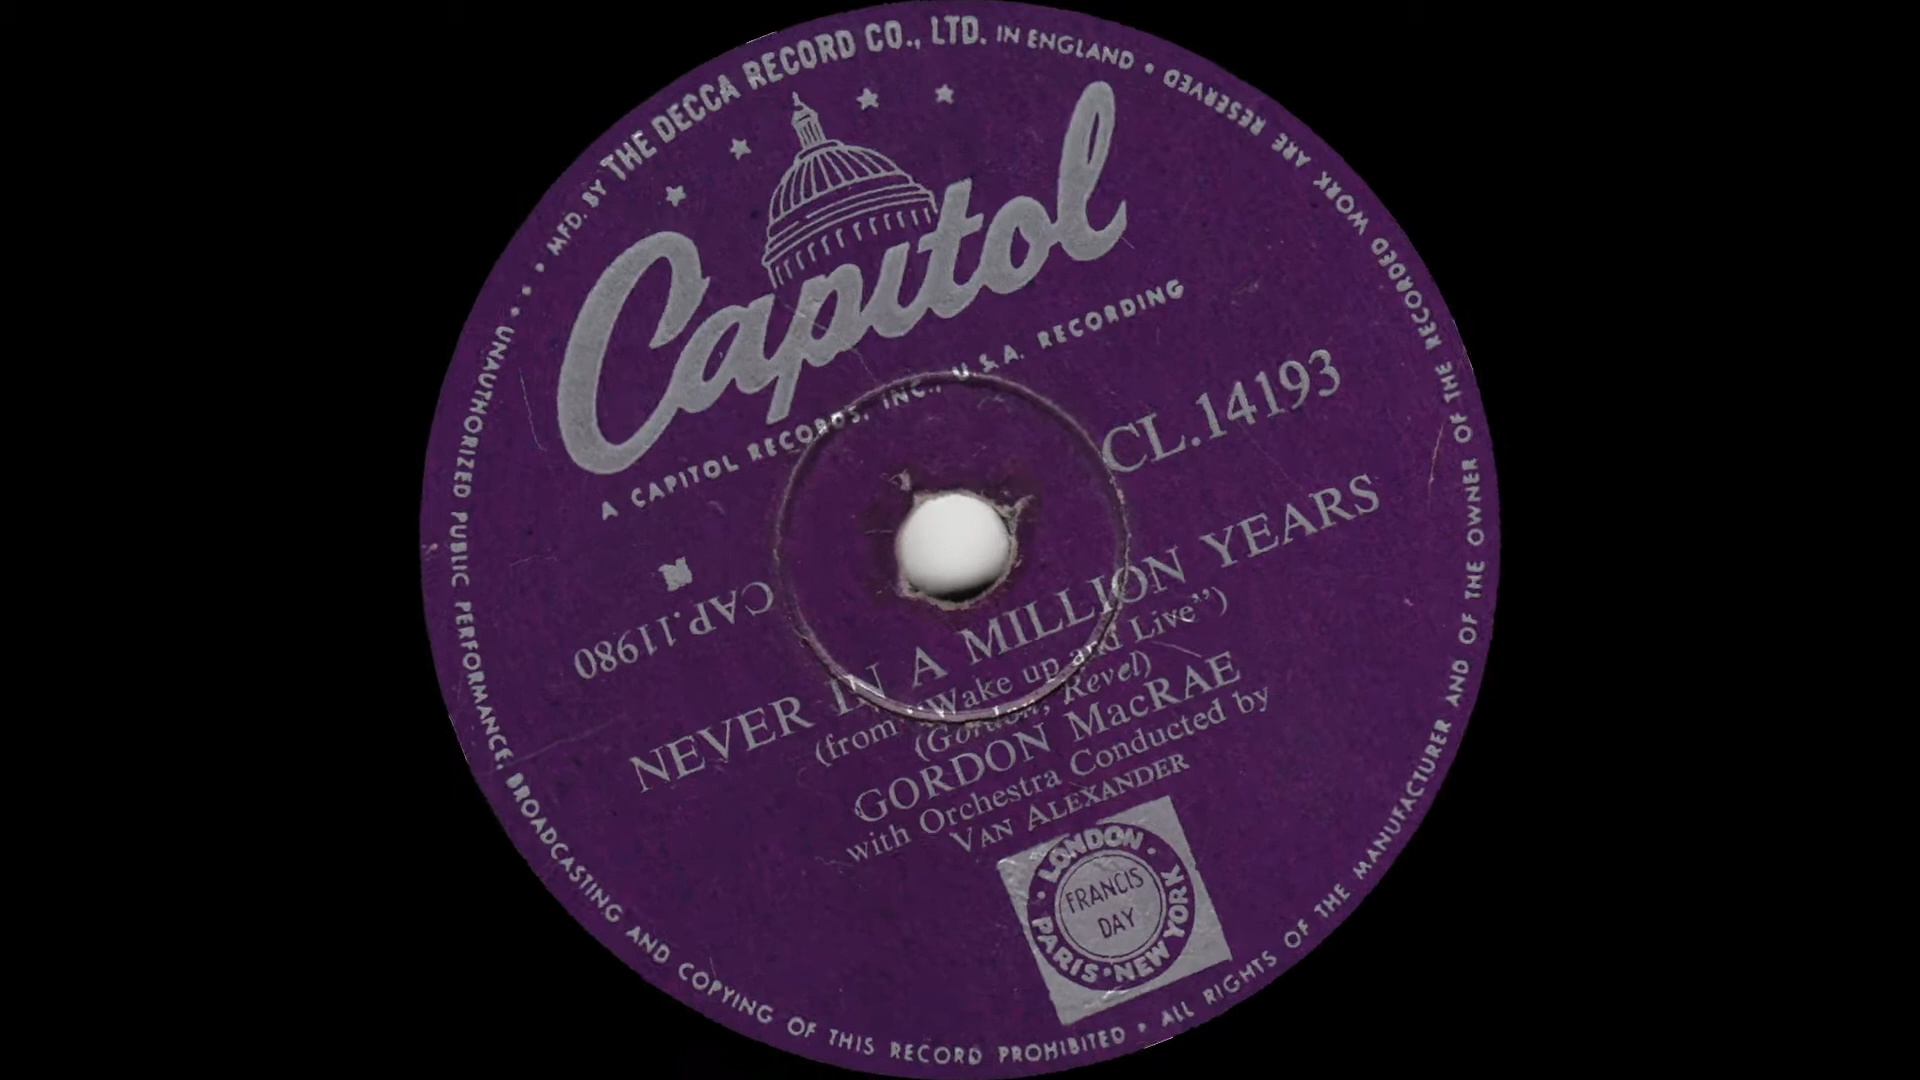 MFD. BY THE DECCA RECORD CO., LTD. IN ENGLAND • ALL RIGHTS OF THE MANUFACTURER AND OF THE OWNER OF THE RECORDED WORK ARE RESERVED
UNAUTHORIZED PUBLIC PERFORMANCE, BROADCASTING AND COPYING OF THIS RECORD PROHIBITED •
Capitol
A CAPITOL RECORDS, INC., U.S.A. RECORDING
CL.14193
N
CAP.11980
NEVER IN A MILLION YEARS
(from “Wake up and Live”)
(Gordon, Revel)
GORDON MacRAE
with Orchestra Conducted by
VAN ALEXANDER
• LONDON •
PARIS • NEW YORK
FRANCIS
DAY